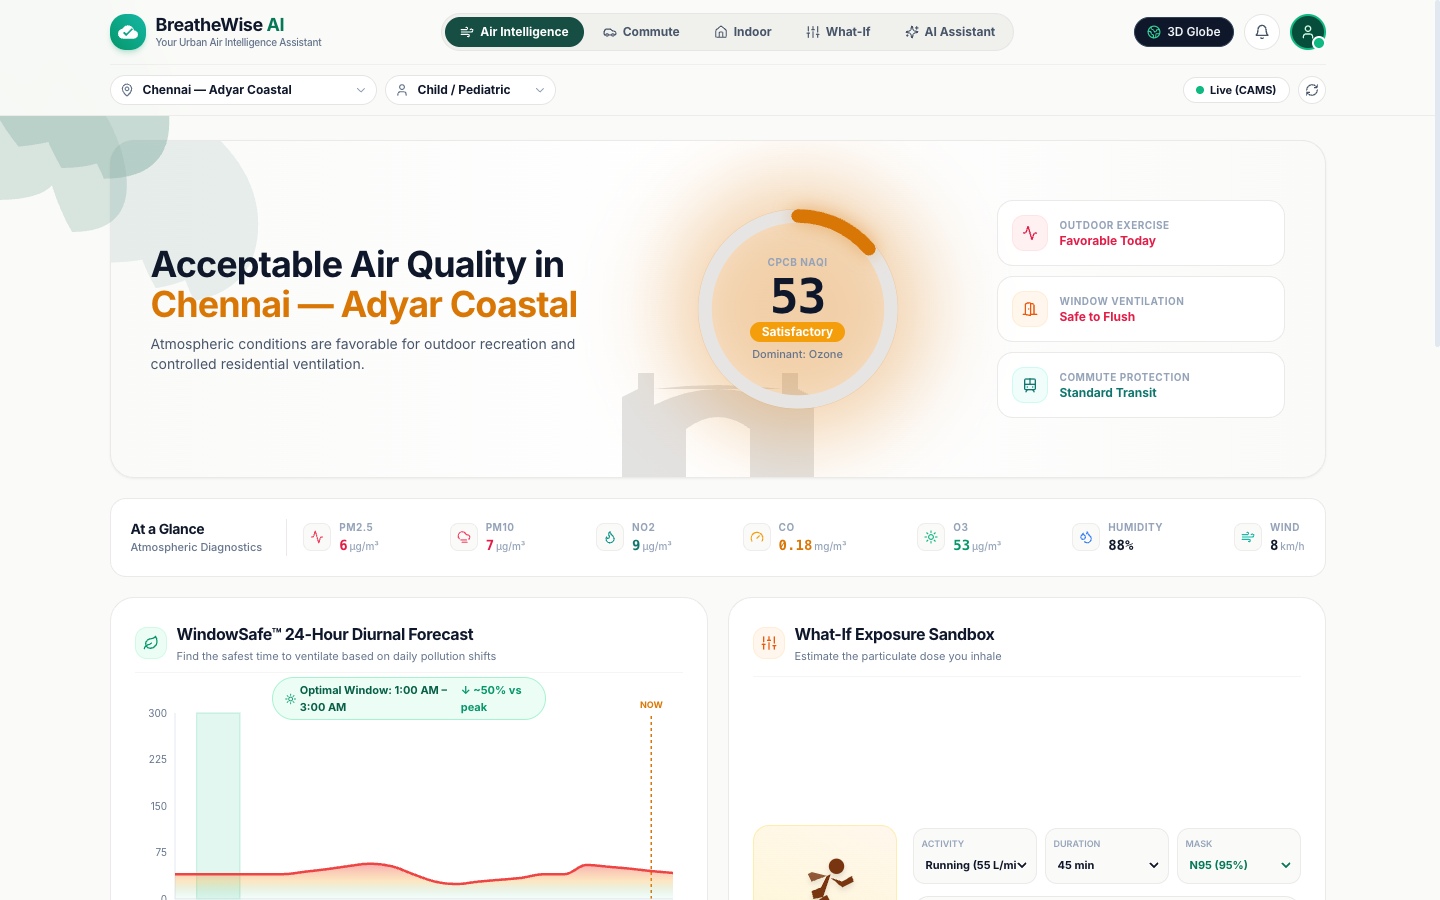 BreatheWise AI
Your Urban Air Intelligence Assistant
Air Intelligence
Commute
Indoor
What-If
AI Assistant
3D Globe
Chennai — Adyar Coastal
Child / Pediatric
Live (CAMS)
Acceptable Air Quality in
Chennai — Adyar Coastal
Atmospheric conditions are favorable for outdoor recreation and
controlled residential ventilation.
CPCB NAQI
53
Satisfactory
Dominant: Ozone
OUTDOOR EXERCISE
Favorable Today
WINDOW VENTILATION
Safe to Flush
COMMUTE PROTECTION
Standard Transit
At a Glance
Atmospheric Diagnostics
PM2.5
6 µg/m³
PM10
7 µg/m³
NO2
9 µg/m³
CO
0.18 mg/m³
O3
53 µg/m³
HUMIDITY
88%
WIND
8 km/h
WindowSafe™ 24-Hour Diurnal Forecast
Find the safest time to ventilate based on daily pollution shifts
Optimal Window: 1:00 AM –
3:00 AM
↓ ~50% vs
peak
NOW
300
225
150
75
0
What-If Exposure Sandbox
Estimate the particulate dose you inhale
ACTIVITY
Running (55 L/mi
DURATION
45 min
MASK
N95 (95%)